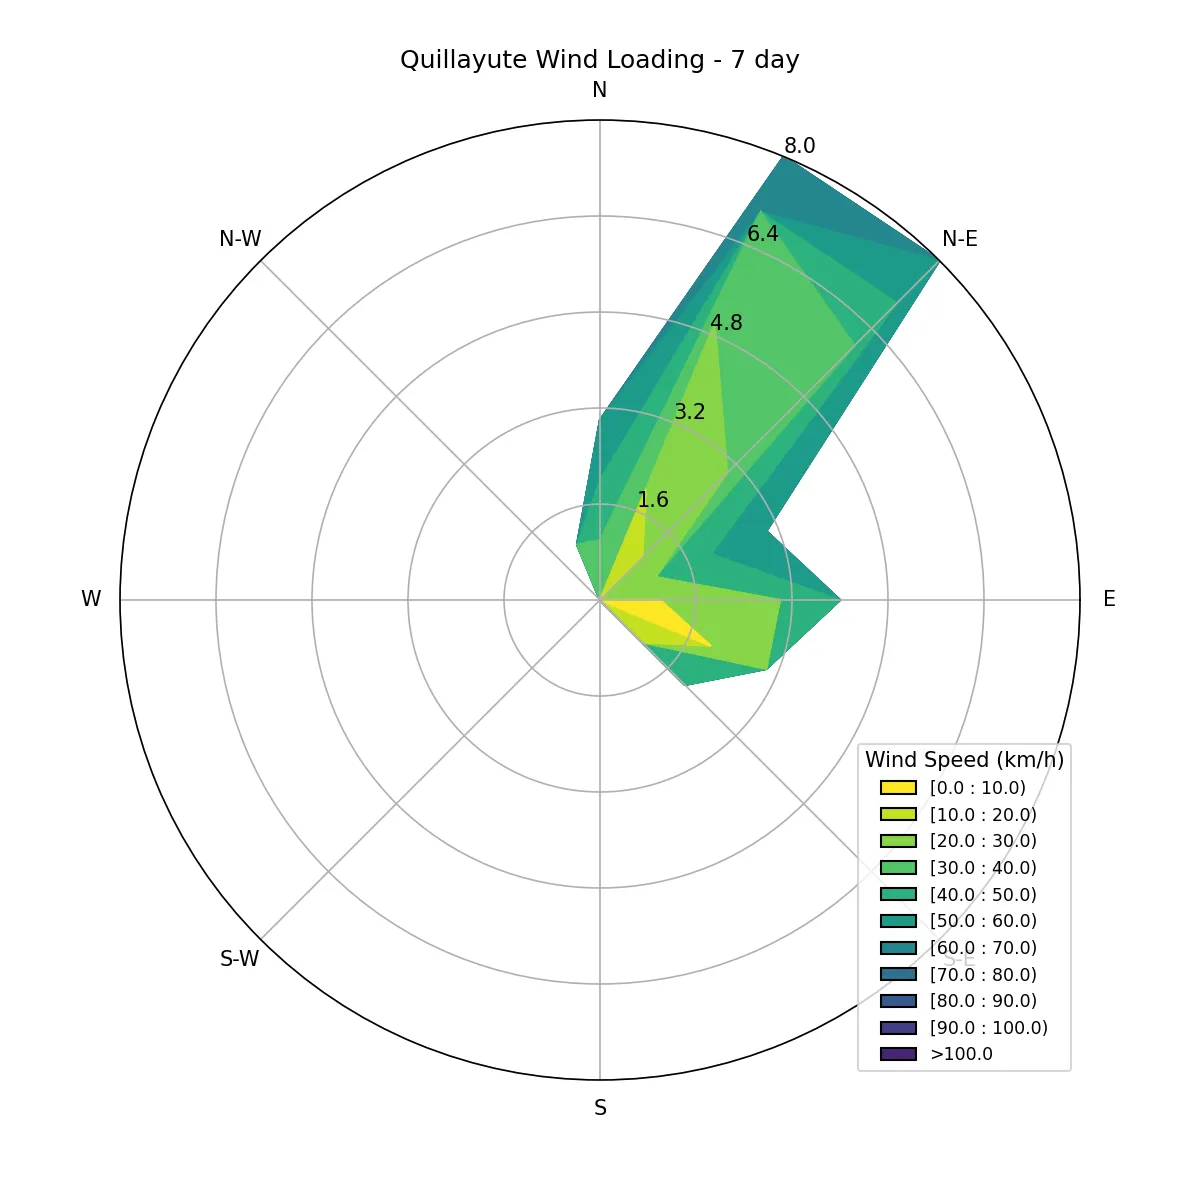 Quillayute Wind Loading - 7 day
N
8.0
N-W
N-E
6.4
4.8
3.2
1.6
W
E
Wind Speed (km/h)
[0.0 : 10.0)
[10.0 : 20.0)
[20.0 : 30.0)
[30.0 : 40.0)
[40.0 : 50.0)
[50.0 : 60.0)
[60.0 : 70.0)
[70.0 : 80.0)
[80.0 : 90.0)
[90.0 : 100.0)
>100.0
S-W
S-E
S